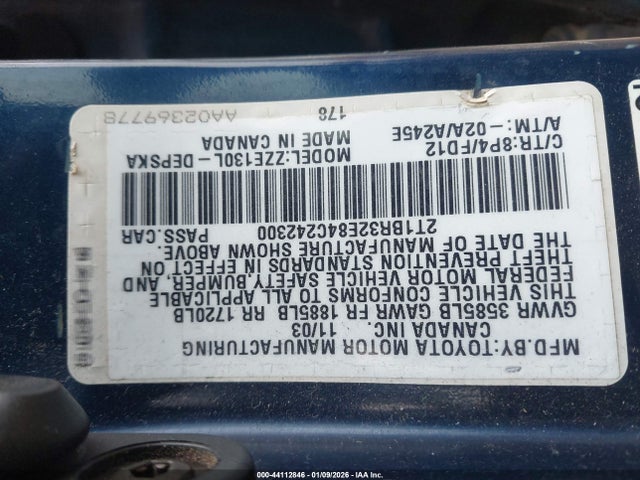 MFD.BY:TOYOTA MOTOR MANUFACTURING
CANADA INC. 11/03
GVWR 3585LB GAWR FR 1885LB RR 1720LB
THIS VEHICLE CONFORMS TO ALL APPLICABLE
FEDERAL MOTOR VEHICLE SAFETY,BUMPER, AND
THEFT PREVENTION STANDARDS IN EFFECT ON
THE DATE OF MANUFACTURE SHOWN ABOVE.
2T1BR32E84C242300 PASS.CAR
C/TR:8P4/FD12 MODEL:ZZE130L-DEPSKA
A/TM:-02A/A245E MADE IN CANADA
178 AA02369778
000-44112846 - 01/09/2026 - IAA Inc.